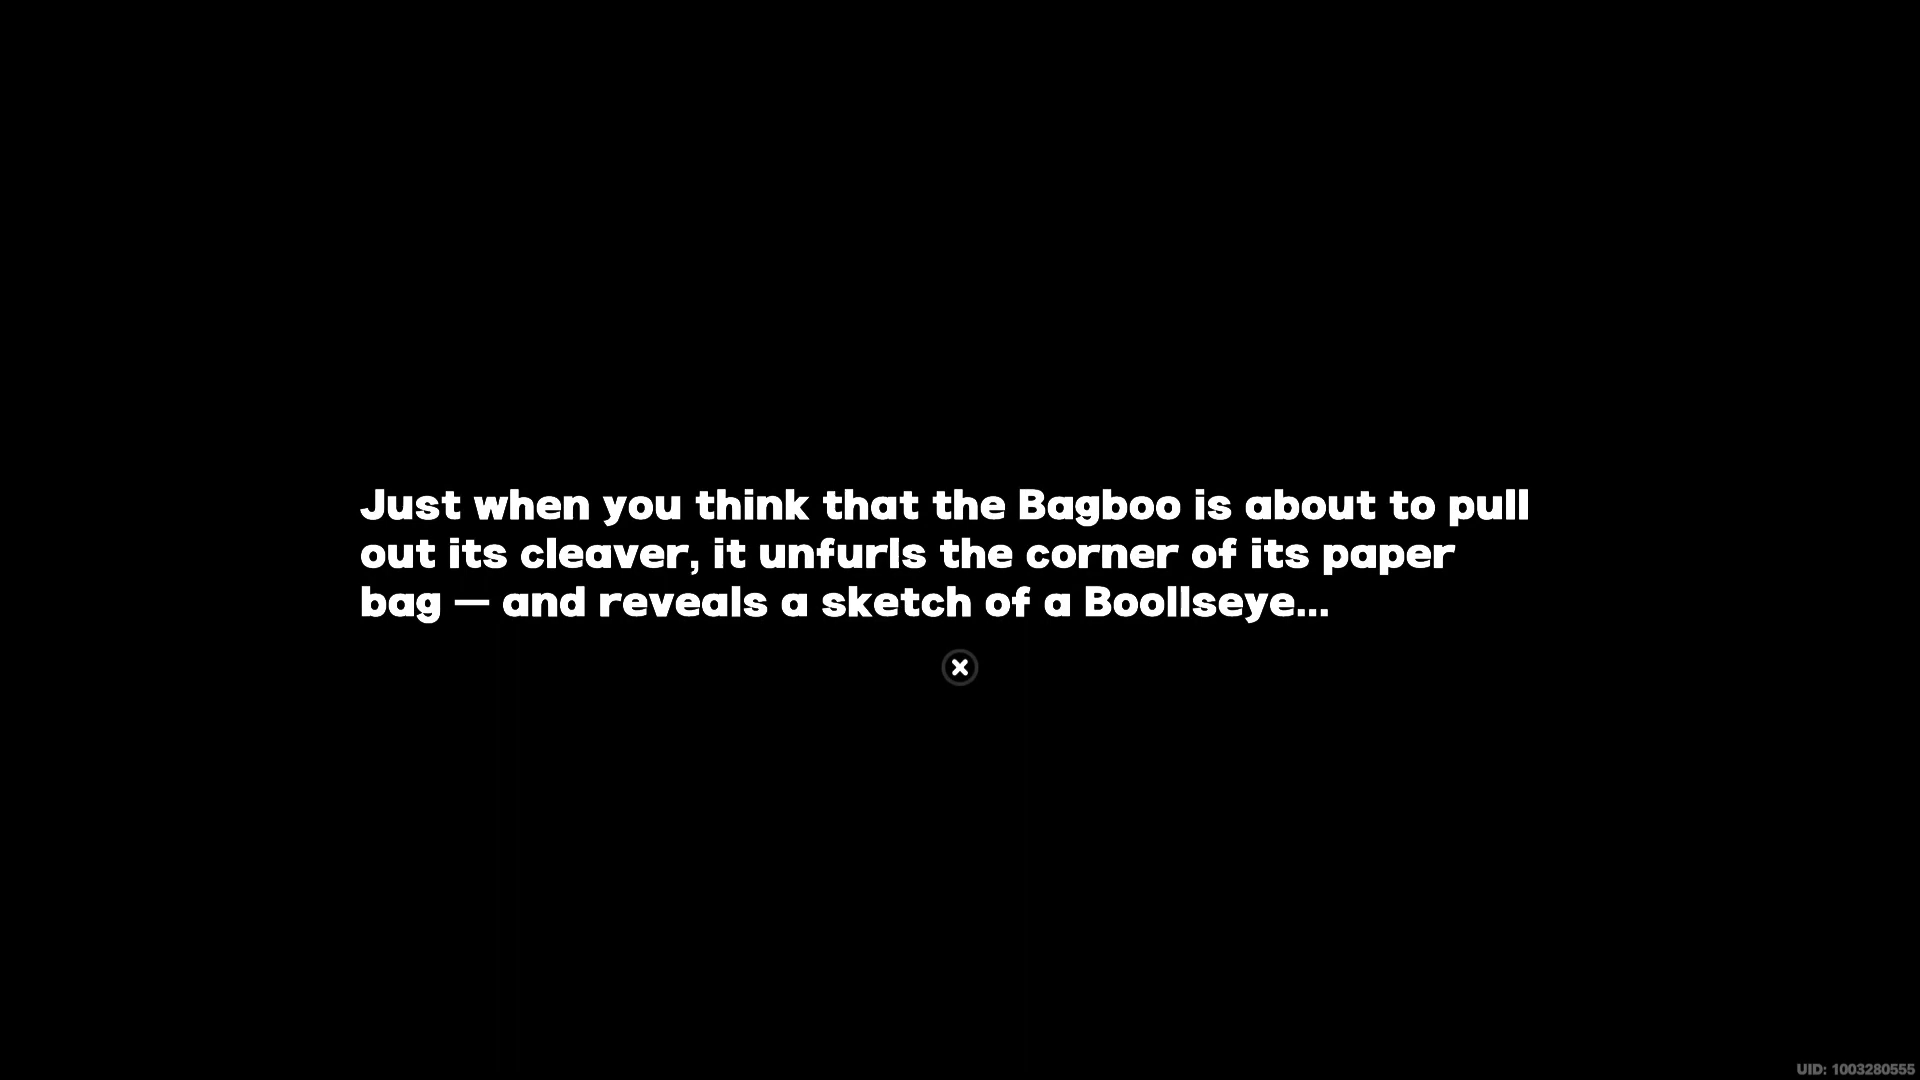 Just when you think that the Bagboo is about to pull
out its cleaver, it unfurls the corner of its paper
bag — and reveals a sketch of a Boollseye...
UID: 1003280555